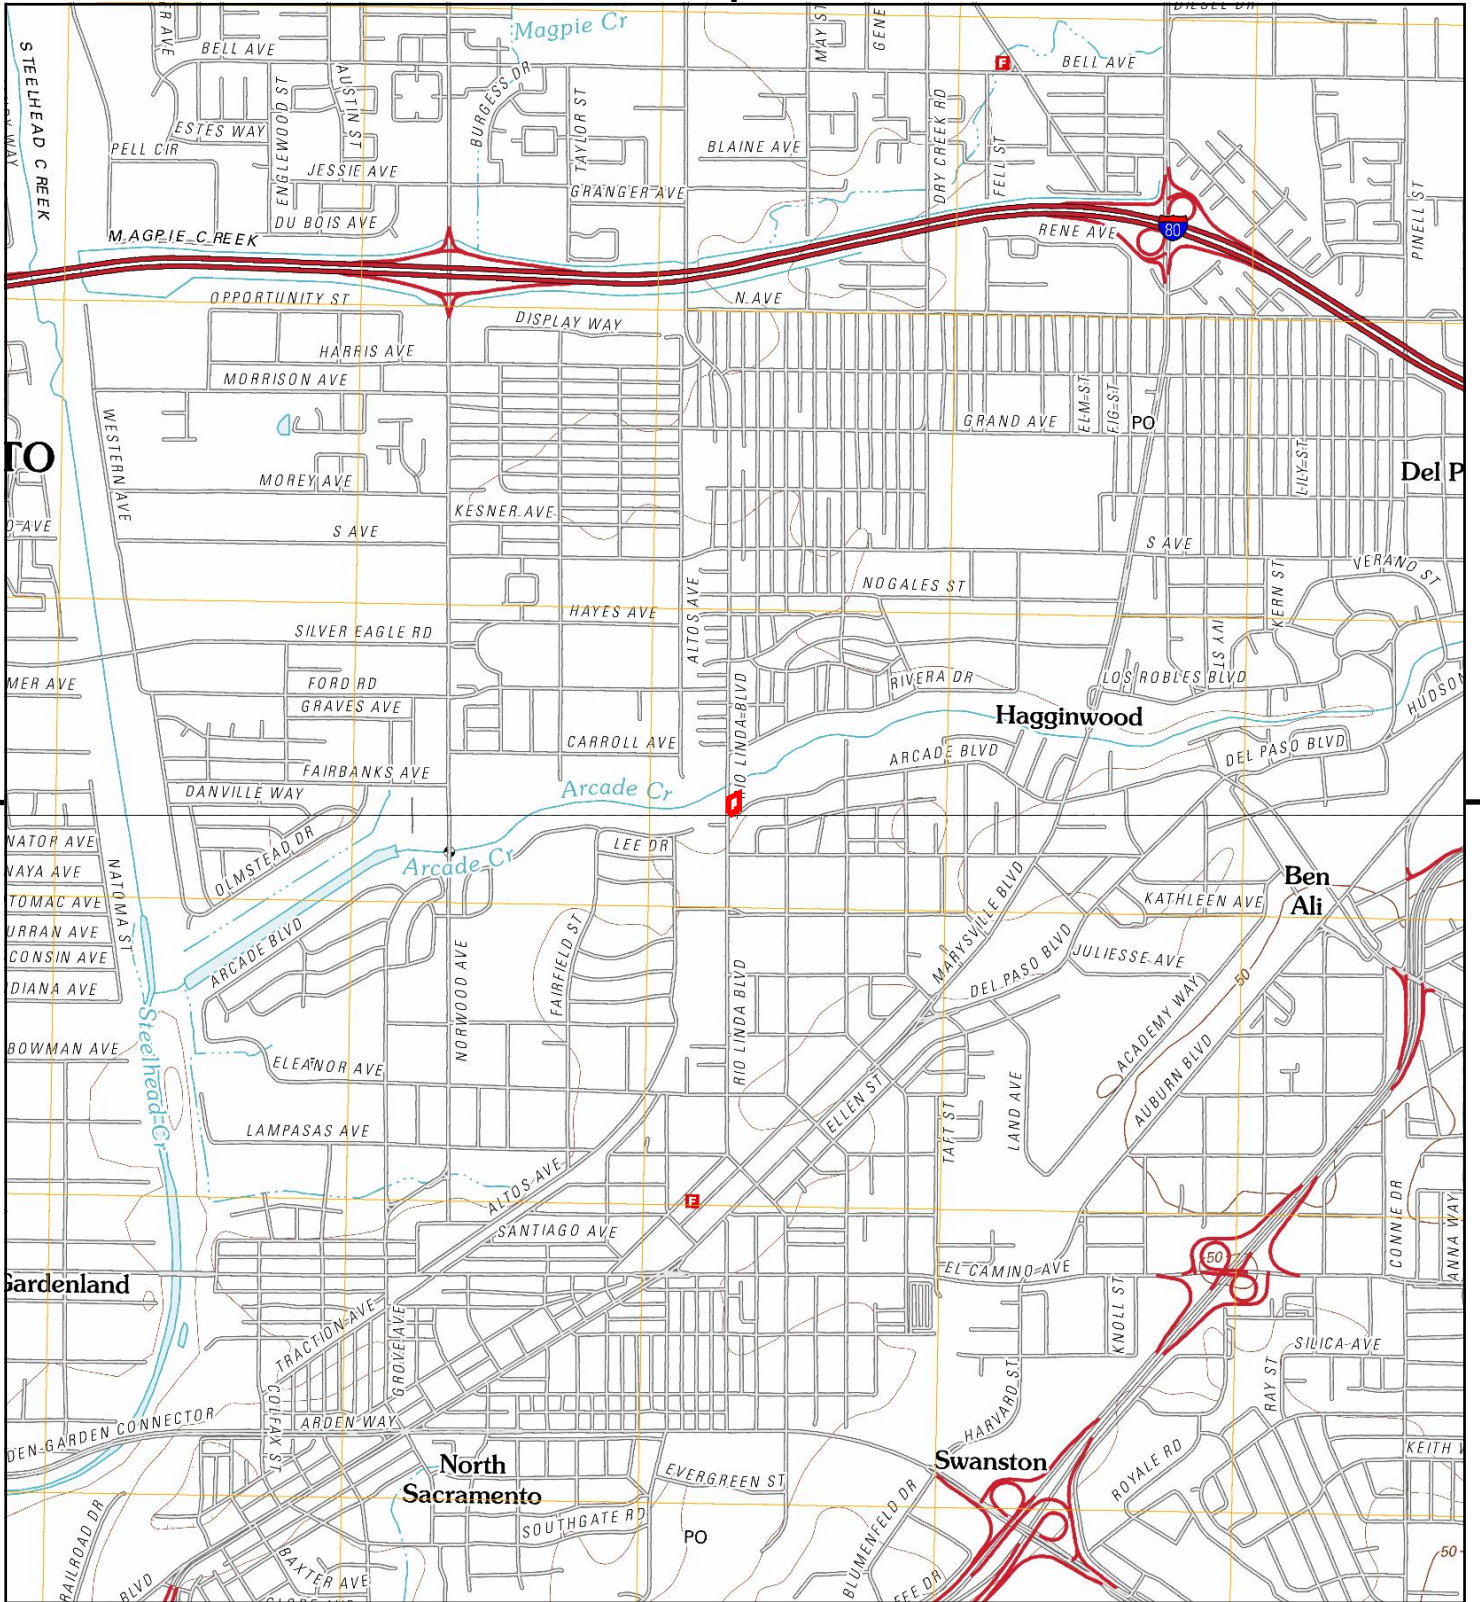 DIESEL DR
Magpie Cr
MAY ST
GENE
ER AVE
BELL AVE
F
BELL AVE
STEELHEAD CREEK
WAY
AUSTIN ST
ENGLEWOOD ST
BURGESS DR
TAYLOR ST
DRY CREEK RD
FELL ST
ESTES WAY
PELL CIR
JESSIE AVE
BLAINE AVE
GRANGER AVE
DU BOIS AVE
PINELL ST
MAGPIE CREEK
RENE AVE
80
OPPORTUNITY ST
N AVE
DISPLAY WAY
HARRIS AVE
MORRISON AVE
ELM ST
FIG ST
GRAND AVE
PO
WESTERN AVE
TO
Del P
LILY ST
MOREY AVE
KESNER AVE
O AVE
S AVE
S AVE
NOGALES ST
VERANO ST
KERN ST
ALTOS AVE
HAYES AVE
SILVER EAGLE RD
IVY ST
MER AVE
FORD RD
RIVERA DR
LOS ROBLES BLVD
GRAVES AVE
RIO LINDA BLVD
HUDSON
Hagginwood
CARROLL AVE
ARCADE BLVD
DEL PASO BLVD
FAIRBANKS AVE
DANVILLE WAY
Arcade Cr
NATOR AVE
OLMSTEAD DR
LEE DR
Arcade Cr
NAYA AVE
NATOMA ST
Ben
Ali
TOMAC AVE
KATHLEEN AVE
MARYSVILLE BLVD
URRAN AVE
ARCADE BLVD
FAIRFIELD ST
CONSIN AVE
JULIESSE AVE
DEL PASO BLVD
50
DIANA AVE
NORWOOD AVE
RIO LINDA BLVD
ACADEMY WAY
Steelhead Cr
BOWMAN AVE
ELEANOR AVE
AUBURN BLVD
ELLEN ST
LAND AVE
TAFT ST
LAMPASAS AVE
ALTOS AVE
F
CONNIE DR
ANNA WAY
SANTIAGO AVE
50
EL CAMINO AVE
Gardenland
KNOLL ST
TRACTION AVE
GROVE AVE
SILICA AVE
HARVARD ST
RAY ST
COLFAX ST
DEN-GARDEN CONNECTOR
ARDEN WAY
North
Sacramento
EVERGREEN ST
Swanston
ROYALE RD
KEITH W
SOUTHGATE RD
PO
BLUMENFELD DR
RAILROAD DR
BAXTER AVE
BLVD
FEE DR
50